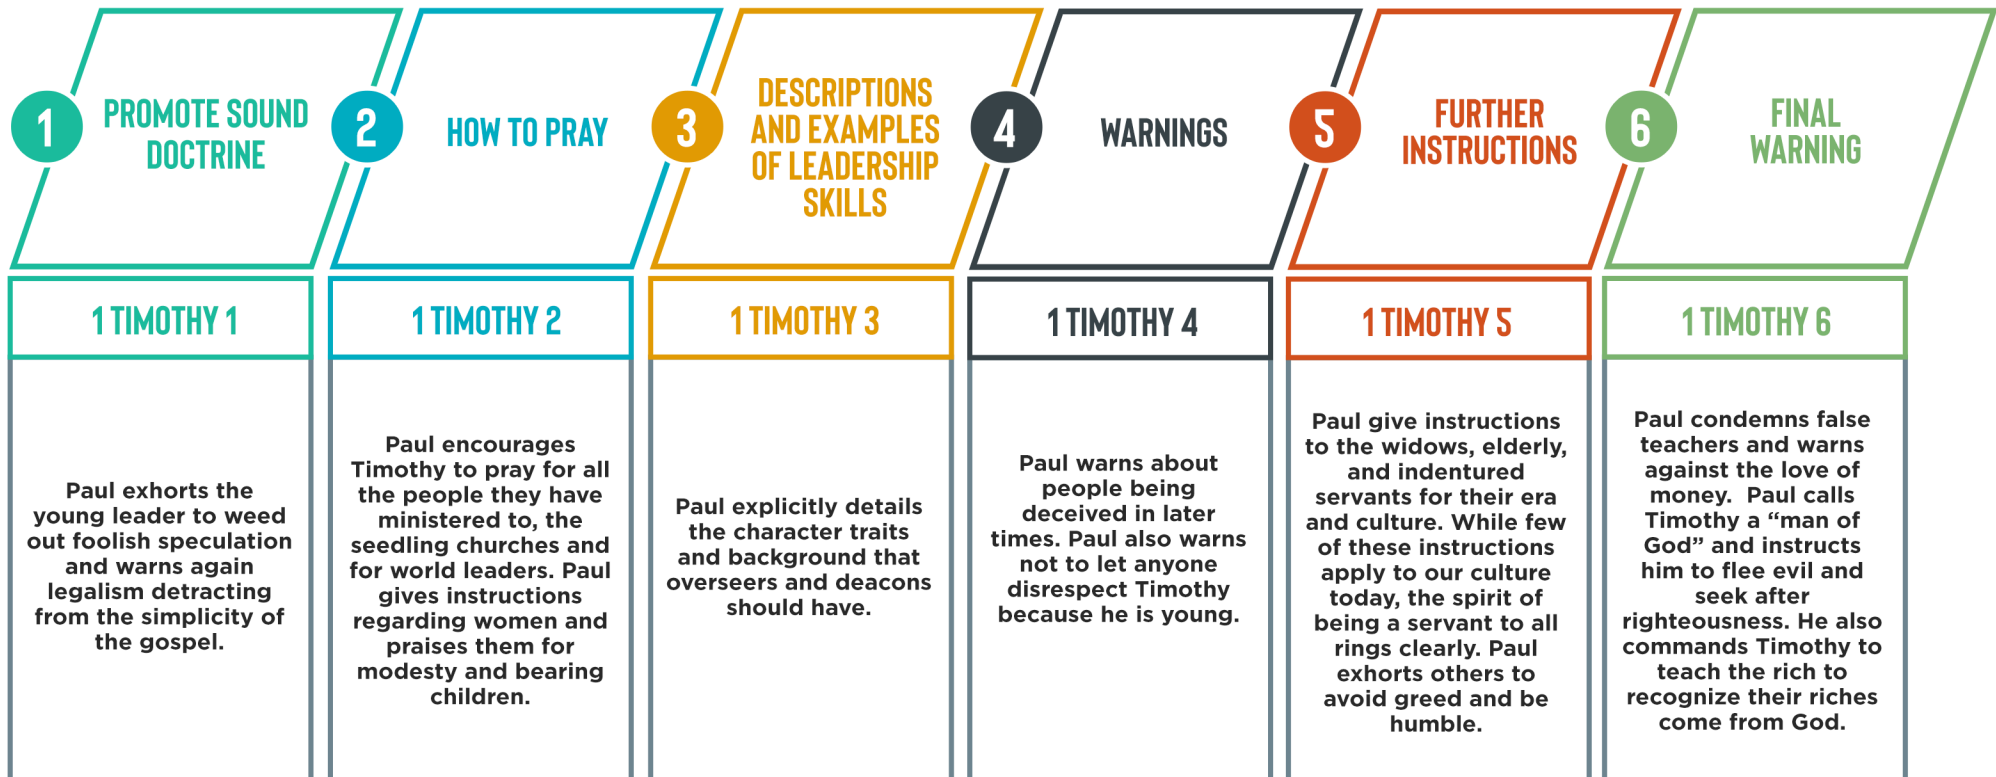 1
PROMOTE SOUND
DOCTRINE
2
HOW TO PRAY
3
DESCRIPTIONS
AND EXAMPLES
OF LEADERSHIP
SKILLS
4
WARNINGS
5
FURTHER
INSTRUCTIONS
6
FINAL
WARNING
1 TIMOTHY 1
1 TIMOTHY 2
1 TIMOTHY 3
1 TIMOTHY 4
1 TIMOTHY 5
1 TIMOTHY 6
Paul exhorts the
young leader to weed
out foolish speculation
and warns again
legalism detracting
from the simplicity of
the gospel.
Paul encourages
Timothy to pray for all
the people they have
ministered to, the
seedling churches and
for world leaders. Paul
gives instructions
regarding women and
praises them for
modesty and bearing
children.
Paul explicitly details
the character traits
and background that
overseers and deacons
should have.
Paul warns about
people being
deceived in later
times. Paul also warns
not to let anyone
disrespect Timothy
because he is young.
Paul give instructions
to the widows, elderly,
and indentured
servants for their era
and culture. While few
of these instructions
apply to our culture
today, the spirit of
being a servant to all
rings clearly. Paul
exhorts others to
avoid greed and be
humble.
Paul condemns false
teachers and warns
against the love of
money.  Paul calls
Timothy a “man of
God” and instructs
him to flee evil and
seek after
righteousness. He also
commands Timothy to
teach the rich to
recognize their riches
come from God.